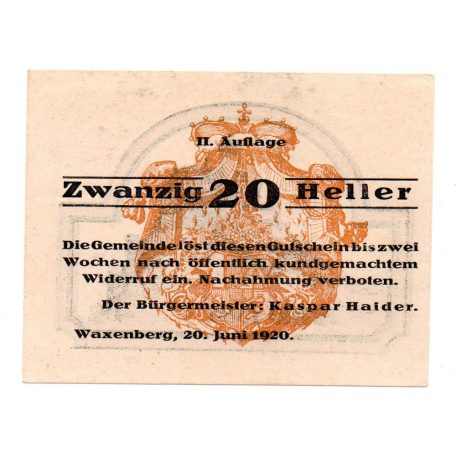 II. Auflage
Zwanzig 20 Heller
Die Gemeinde löst diesen Gutschein bis zwei
Wochen nach öffentlich kundgemachtem
Widerruf ein. Nachahmung verboten.
Der Bürgermeister: Kaspar Haider.
Waxenberg, 20. Juni 1920.